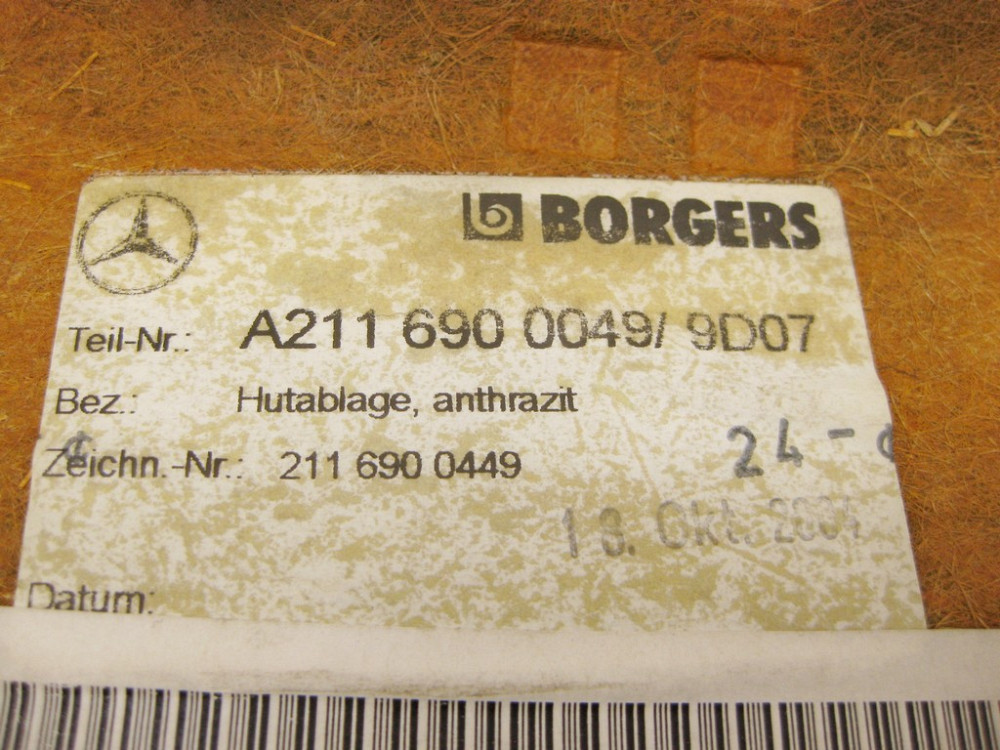 BORGERS
Teil-Nr.: A211 690 0049/ 9D07
Bez.: Hutablage, anthrazit
Zeichn.-Nr.: 211 690 0449
24 -
18. Okt. 2004
Datum: